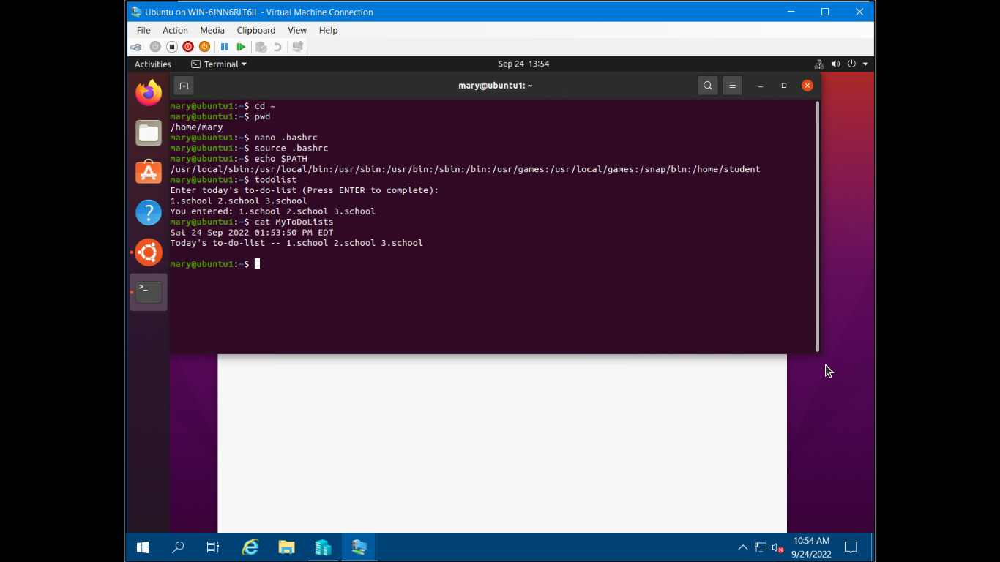 Ubuntu on WIN-6JNN6RLT6IL - Virtual Machine Connection
File Action Media Clipboard View Help
Activities Terminal Sep 24 13:54
mary@ubuntu1: ~
mary@ubuntu1:~$ cd ~
mary@ubuntu1:~$ pwd
/home/mary
mary@ubuntu1:~$ nano .bashrc
mary@ubuntu1:~$ source .bashrc
mary@ubuntu1:~$ echo $PATH
/usr/local/sbin:/usr/local/bin:/usr/sbin:/usr/bin:/sbin:/bin:/usr/games:/usr/local/games:/snap/bin:/home/student
mary@ubuntu1:~$ todolist
Enter today's to-do-list (Press ENTER to complete):
1.school 2.school 3.school
You entered: 1.school 2.school 3.school
mary@ubuntu1:~$ cat MyToDoLists
Sat 24 Sep 2022 01:53:50 PM EDT
Today's to-do-list -- 1.school 2.school 3.school
mary@ubuntu1:~$
10:54 AM
9/24/2022